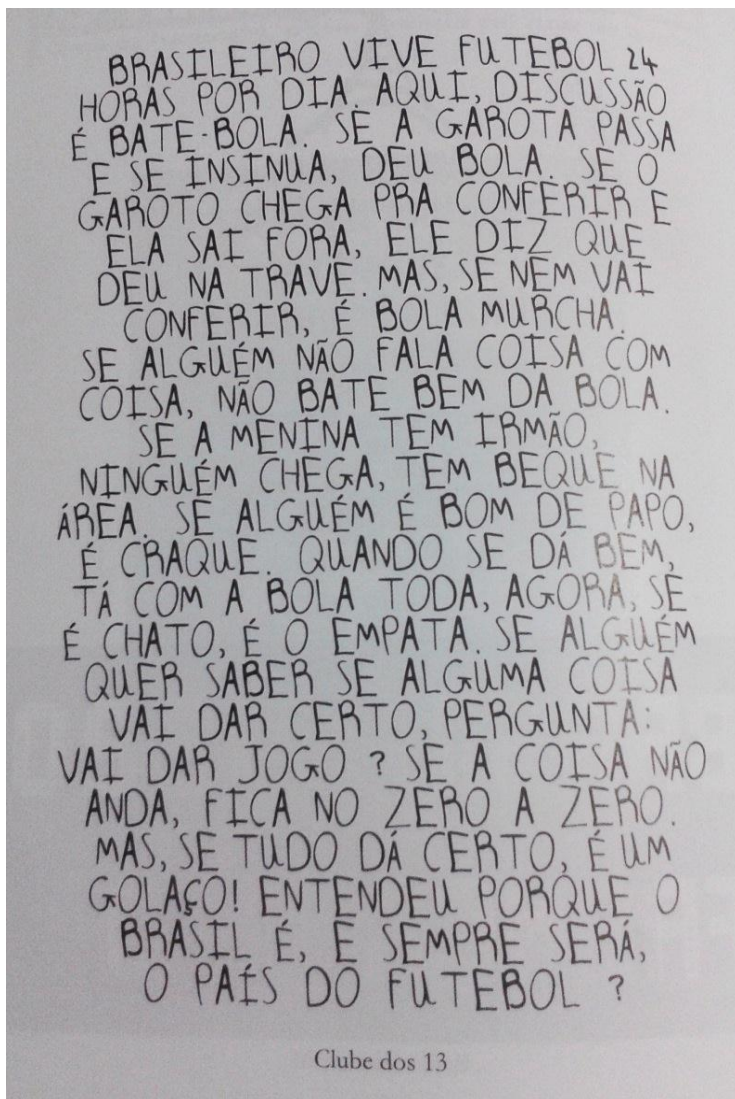 BRASILEIRO VIVE FUTEBOL 24
HORAS POR DIA. AQUI, DISCUSSÃO
É BATE-BOLA. SE A GAROTA PASSA
E SE INSINUA, DEU BOLA. SE O
GAROTO CHEGA PRA CONFERIR E
ELA SAI FORA, ELE DIZ QUE
DEU NA TRAVE. MAS, SE NEM VAI
CONFERIR, É BOLA MURCHA.
SE ALGUÉM NÃO FALA COISA COM
COISA, NÃO BATE BEM DA BOLA.
SE A MENINA TEM IRMÃO,
NINGUÉM CHEGA, TEM BEQUE NA
ÁREA. SE ALGUÉM É BOM DE PAPO,
É CRAQUE. QUANDO SE DÁ BEM,
TÁ COM A BOLA TODA, AGORA, SE
É CHATO, É O EMPATA. SE ALGUÉM
QUER SABER SE ALGUMA COISA
VAI DAR CERTO, PERGUNTA:
VAI DAR JOGO ? SE A COISA NÃO
ANDA, FICA NO ZERO A ZERO.
MAS, SE TUDO DÁ CERTO, É UM
GOLAÇO! ENTENDEU PORQUE O
BRASIL É, E SEMPRE SERÁ,
O PAÍS DO FUTEBOL ?
Clube dos 13